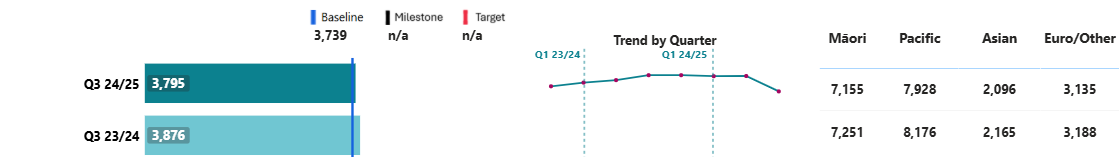 Baseline Milestone Target
3,739 n/a n/a
Q3 24/25 3,795
Q3 23/24 3,876
Trend by Quarter
Q1 23/24 Q1 24/25
Māori Pacific Asian Euro/Other
7,155 7,928 2,096 3,135
7,251 8,176 2,165 3,188